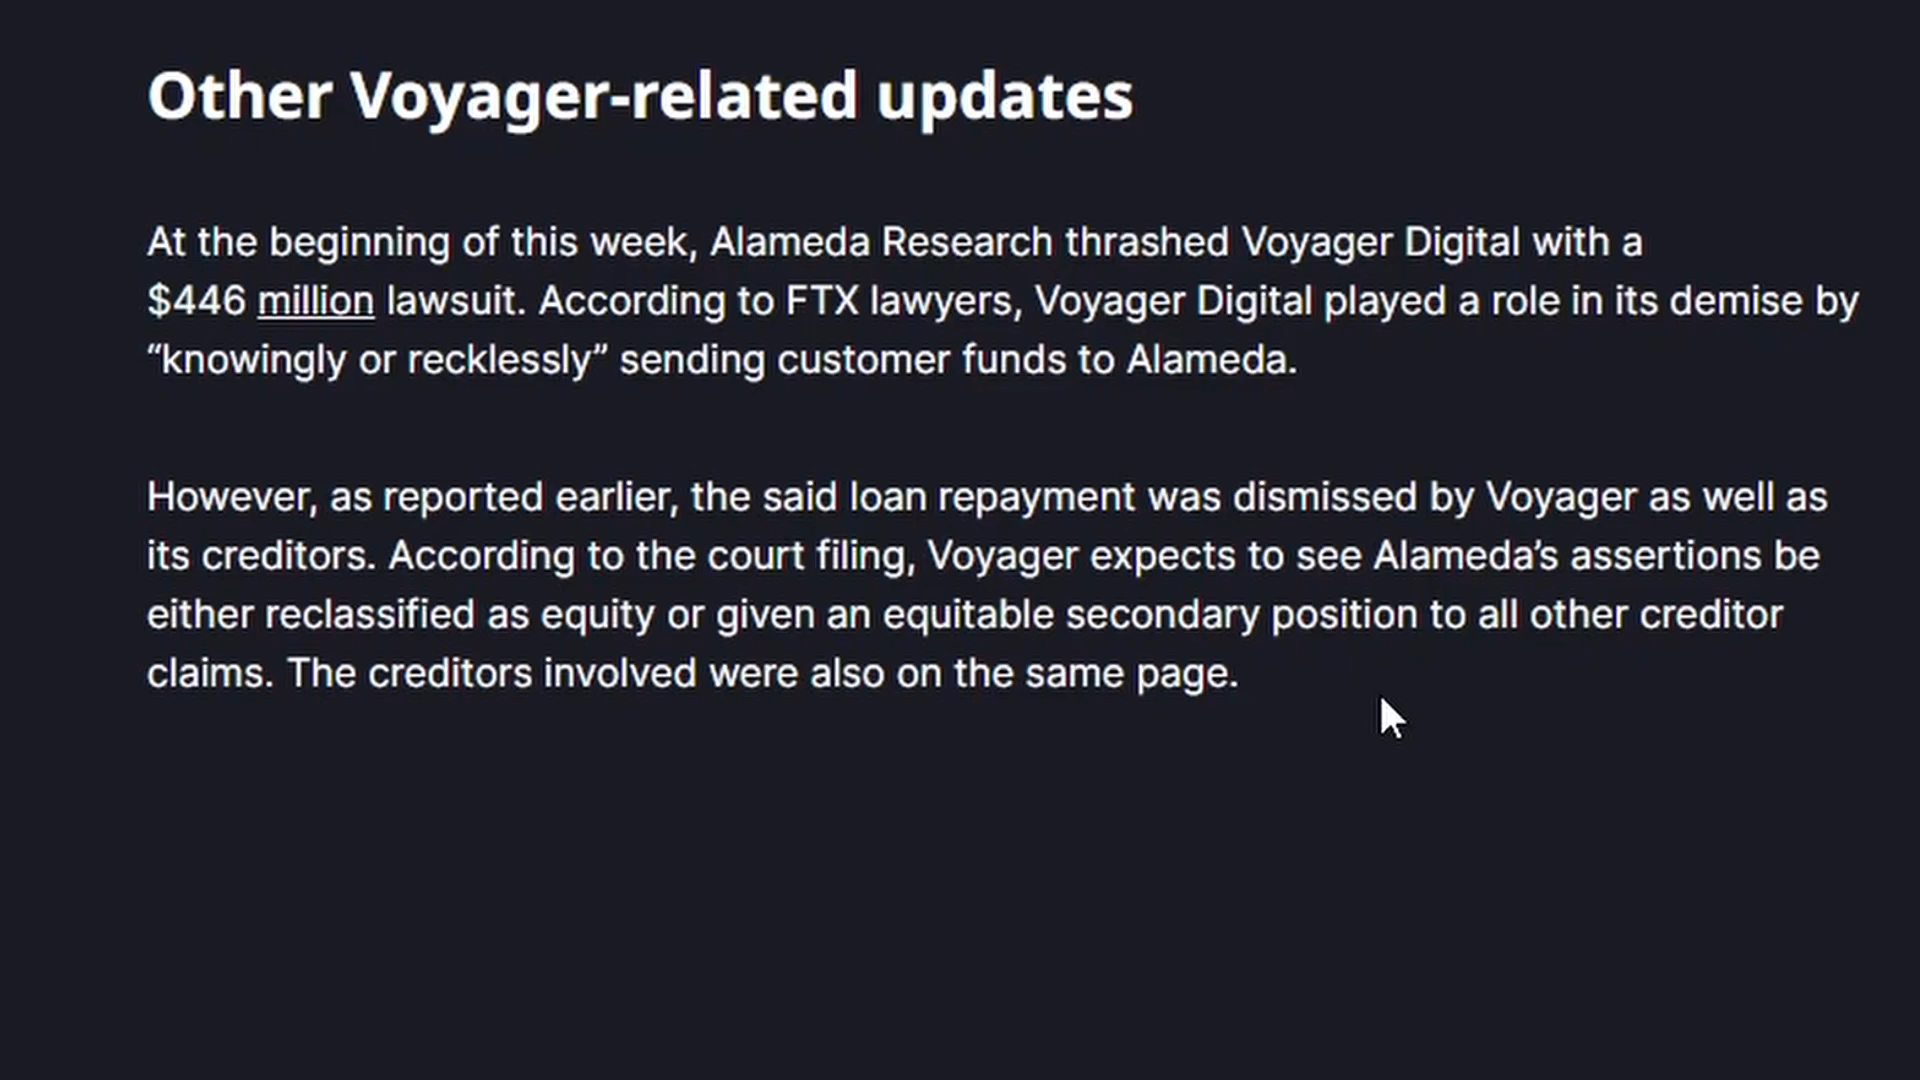 Other Voyager-related updates
At the beginning of this week, Alameda Research thrashed Voyager Digital with a
$446 million lawsuit. According to FTX lawyers, Voyager Digital played a role in its demise by
“knowingly or recklessly” sending customer funds to Alameda.
However, as reported earlier, the said loan repayment was dismissed by Voyager as well as
its creditors. According to the court filing, Voyager expects to see Alameda’s assertions be
either reclassified as equity or given an equitable secondary position to all other creditor
claims. The creditors involved were also on the same page.